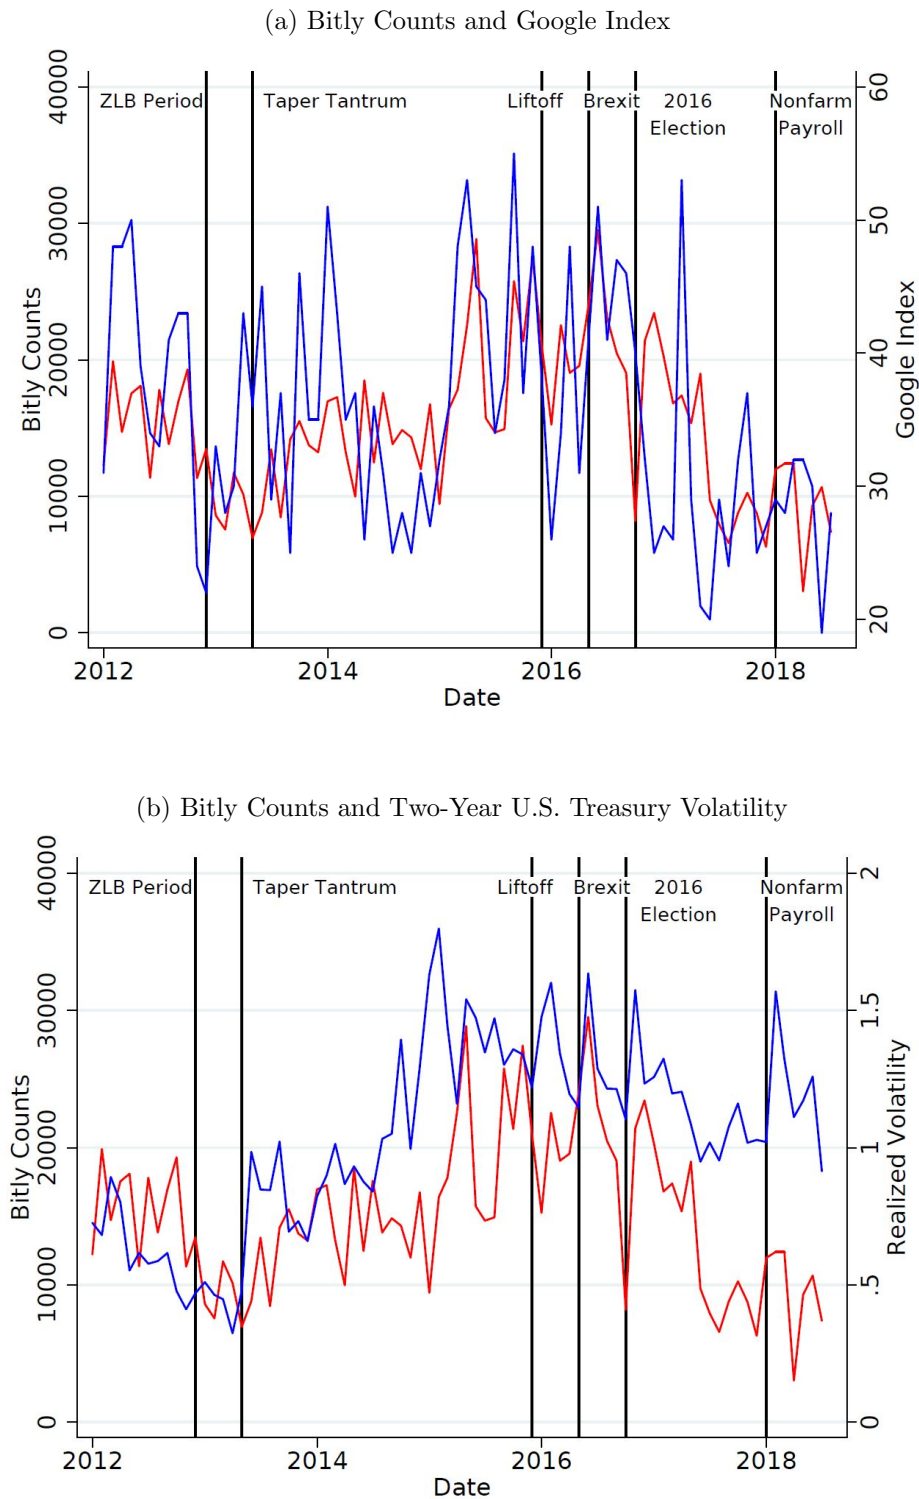 (a) Bitly Counts and Google Index
40000
30000
20000
10000
0
Bitly Counts
60
50
40
30
20
Google Index
ZLB Period
Taper Tantrum
Liftoff
Brexit
2016
Election
Nonfarm
Payroll
2012
2014
2016
2018
Date
(b) Bitly Counts and Two-Year U.S. Treasury Volatility
40000
30000
20000
10000
0
Bitly Counts
2
1.5
1
.5
0
Realized Volatility
ZLB Period
Taper Tantrum
Liftoff
Brexit
2016
Election
Nonfarm
Payroll
2012
2014
2016
2018
Date